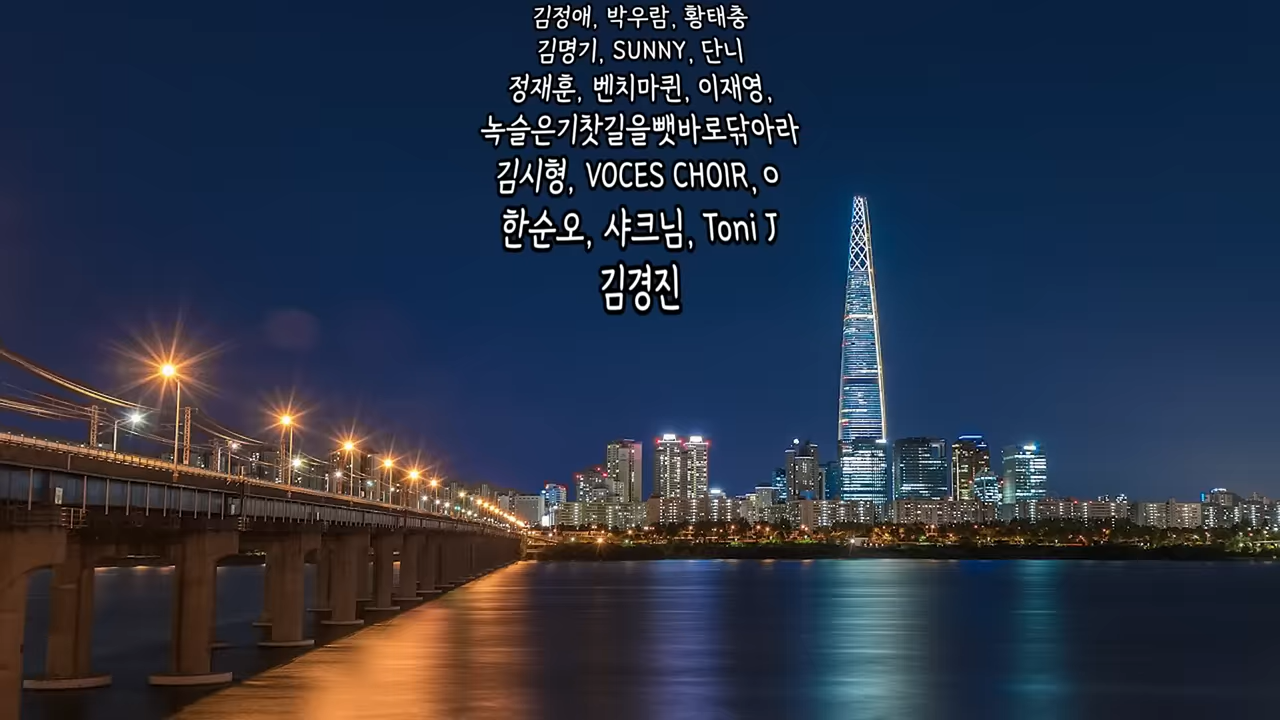 김정애, 박우람, 황태충
김명기, SUNNY, 단니
정재훈, 벤치마퀸, 이재영,
녹슬은기찻길을뺏바로닦아라
김시형, VOCES CHOIR,ㅇ
한순오, 샤크님, Toni J
김경진